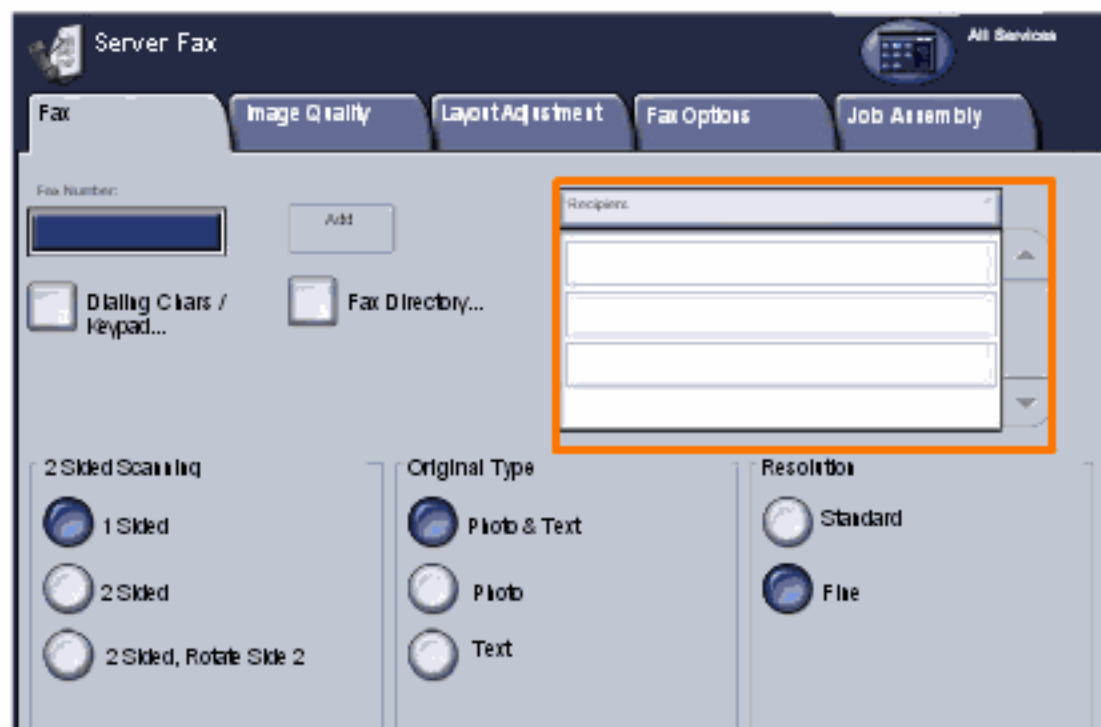 Server Fax
All Services
Fax
Image Quality
Layout Adjustment
Fax Options
Job Assembly
Fax Number:
Add
Recipient
Dialing Chars /
Keypad...
Fax Directory...
2 Sided Scanning
Original Type
Resolution
1 Sided
Photo & Text
Standard
2 Sided
Photo
Fine
2 Sided, Rotate Side 2
Text